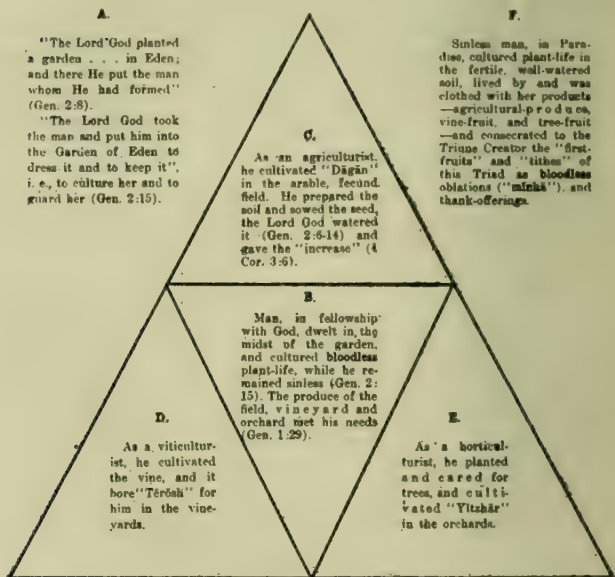 A.
"The Lord God planted
a garden . . . in Eden;
and there He put the man
whom He had formed"
(Gen. 2:8).
"The Lord God took
the man and put him into
the Garden of Eden to
dress it and to keep it",
i. e., to culture her and to
guard her (Gen. 2:15).
F.
Sinless man, in Para-
dise, cultured plant-life in
the fertile, well-watered
soil, lived by and was
clothed with her products
—agricultural-produce,
vine-fruit, and tree-fruit
—and consecrated to the
Triune Creator the "first-
fruits" and "tithes" of
this Triad as bloodless
oblations ("minhä"), and
thank-offerings.
C.
As an agriculturist,
he cultivated "Dāgān"
in the arable, fecund
field. He prepared the
soil and sowed the seed,
the Lord God watered
it (Gen. 2:6-14) and
gave the "increase" (1
Cor. 3:6).
B.
Man, in fellowship
with God, dwelt in the
midst of the garden,
and cultured bloodless
plant-life, while he re-
mained sinless (Gen. 2:
15). The produce of the
field, vineyard and
orchard met his needs
(Gen. 1:29).
D.
As a viticultur-
ist, he cultivated
the vine, and it
bore "Tērōsh" for
him in the vine-
yards.
E.
As a horticul-
turist, he planted
and cared for
trees, and culti-
vated "Yitzhār"
in the orchards.